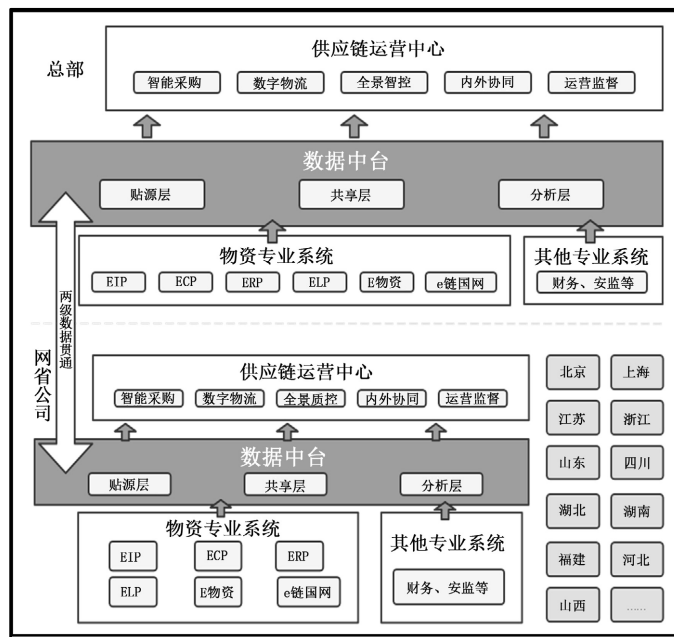 供应链运营中心
总部
智能采购 数字物流 全景智控 内外协同 运营监督
数据中台
贴源层 共享层 分析层
物资专业系统
EIP ECP ERP ELP E物资 e链国网
其他专业系统
财务、安监等
两级数据贯通
网省公司
供应链运营中心
智能采购 数字物流 全景质控 内外协同 运营监督
数据中台
贴源层 共享层 分析层
物资专业系统
EIP ECP ERP
ELP E物资 e链国网
其他专业系统
财务、安监等
北京 上海
江苏 浙江
山东 四川
湖北 湖南
福建 河北
山西 ……